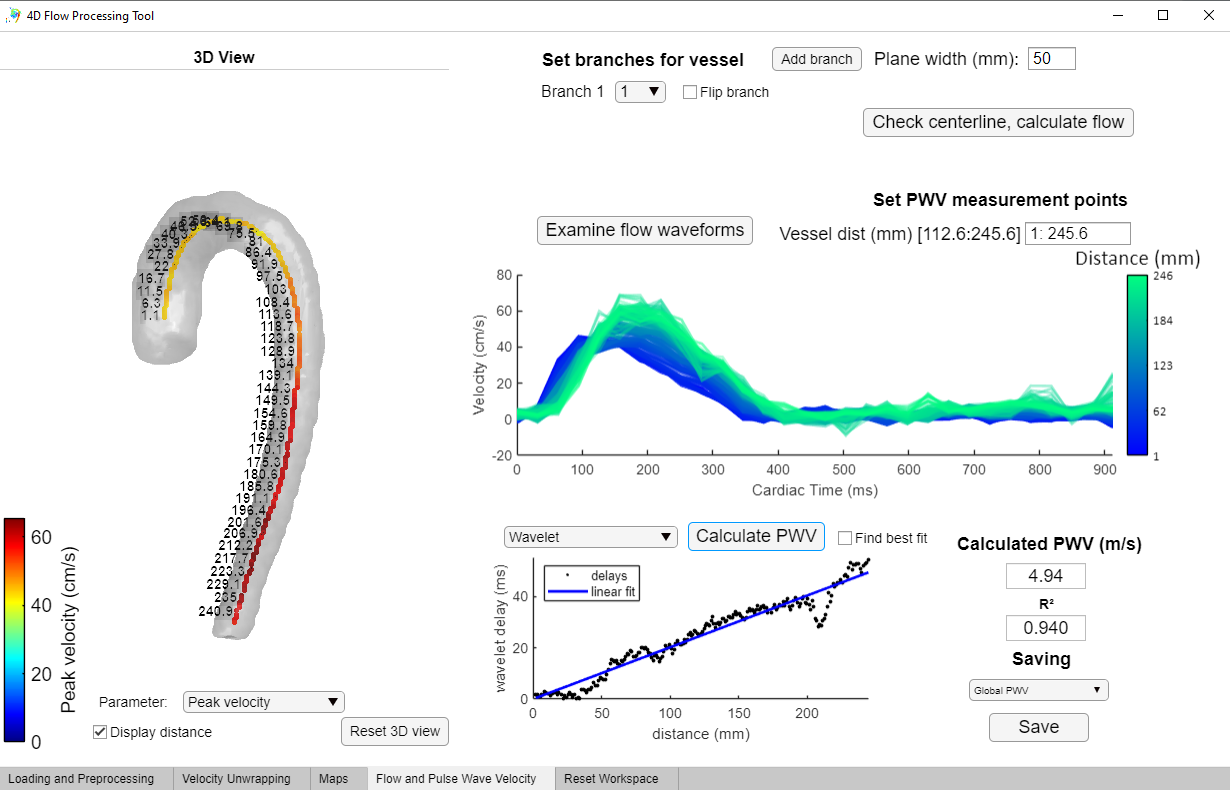 4D Flow Processing Tool
3D View
Set branches for vessel
Add branch
Plane width (mm):
50
Branch 1
1
Flip branch
Check centerline, calculate flow
Set PWV measurement points
Examine flow waveforms
Vessel dist (mm) [112.6:245.6]
1: 245.6
Distance (mm)
80
60
40
20
0
-20
Velocity (cm/s)
0
100
200
300
400
500
600
700
800
900
Cardiac Time (ms)
246
184
123
62
1
40.3
33.9
27.8
22
16.7
11.5
6.3
1.1
75.5
81
86.4
91.9
97.5
103
108.4
113.6
118.7
123.8
128.9
134
139.1
144.3
149.5
154.6
159.8
164.9
170.1
175.3
180.6
185.8
191.1
196.4
201.6
206.9
212.2
217.7
223.3
229.1
235
240.9
60
40
20
0
Peak velocity (cm/s)
Parameter:
Peak velocity
Display distance
Reset 3D view
Wavelet
Calculate PWV
Find best fit
delays
linear fit
40
20
0
wavelet delay (ms)
0
50
100
150
200
distance (mm)
Calculated PWV (m/s)
4.94
R²
0.940
Saving
Global PWV
Save
Loading and Preprocessing
Velocity Unwrapping
Maps
Flow and Pulse Wave Velocity
Reset Workspace